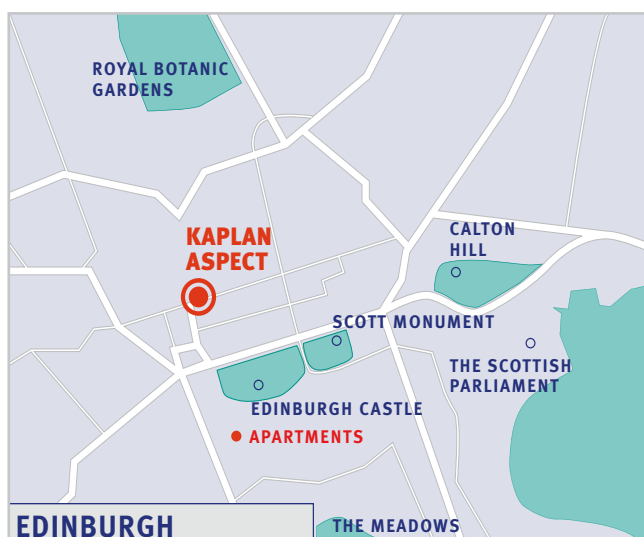 ROYAL BOTANIC
GARDENS
KAPLAN
ASPECT
CALTON
HILL
SCOTT MONUMENT
THE SCOTTISH
PARLIAMENT
EDINBURGH CASTLE
APARTMENTS
EDINBURGH
THE MEADOWS